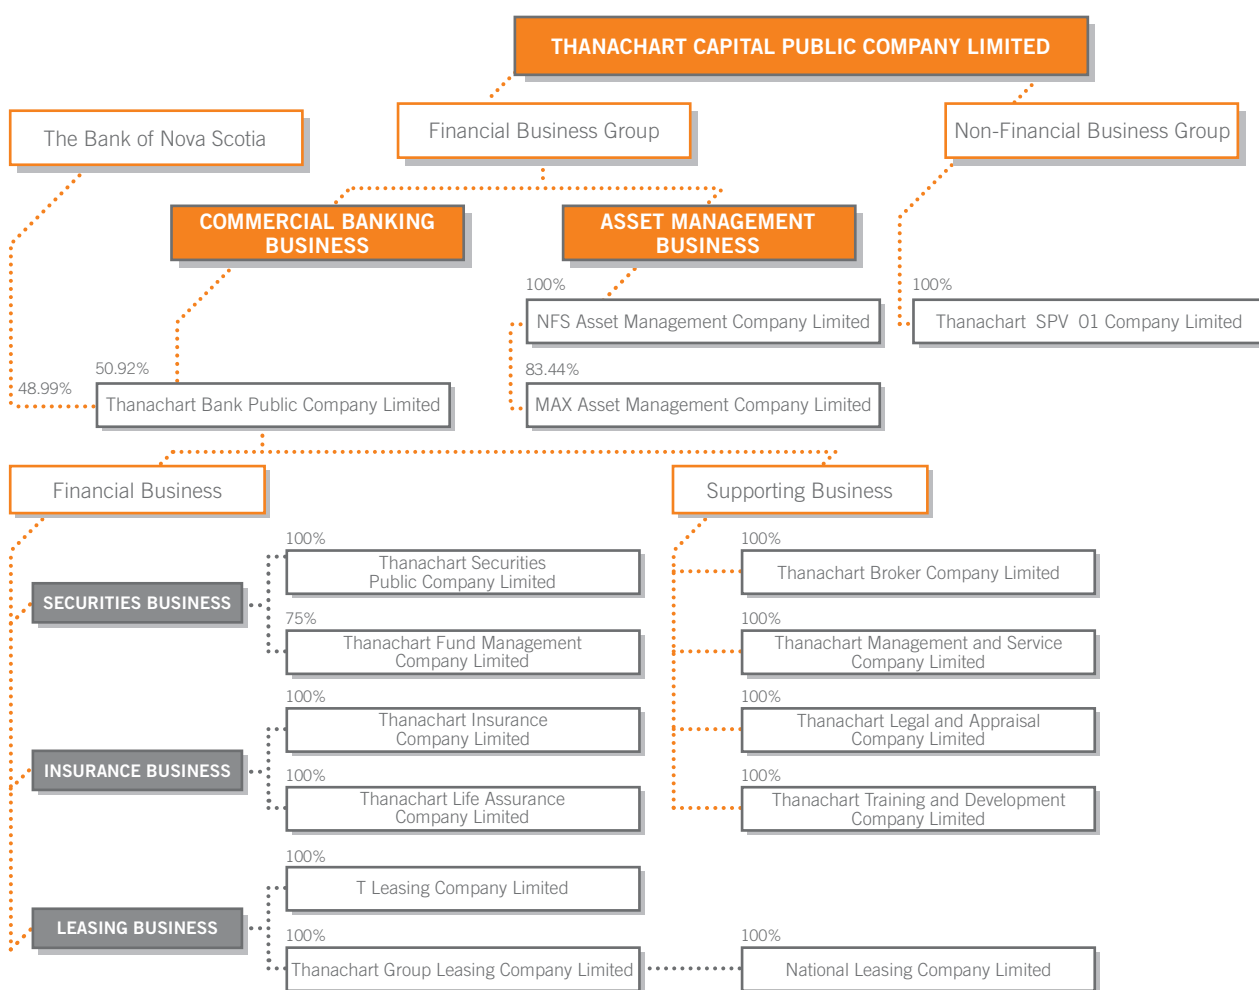 THANACHART CAPITAL PUBLIC COMPANY LIMITED
The Bank of Nova Scotia
Financial Business Group
Non-Financial Business Group
COMMERCIAL BANKING
BUSINESS
ASSET MANAGEMENT
BUSINESS
100%
NFS Asset Management Company Limited
100%
Thanachart SPV 01 Company Limited
48.99%
50.92%
Thanachart Bank Public Company Limited
83.44%
MAX Asset Management Company Limited
Financial Business
Supporting Business
SECURITIES BUSINESS
100%
Thanachart Securities
Public Company Limited
75%
Thanachart Fund Management
Company Limited
INSURANCE BUSINESS
100%
Thanachart Insurance
Company Limited
100%
Thanachart Life Assurance
Company Limited
LEASING BUSINESS
100%
T Leasing Company Limited
100%
Thanachart Group Leasing Company Limited
100%
National Leasing Company Limited
100%
Thanachart Broker Company Limited
100%
Thanachart Management and Service
Company Limited
100%
Thanachart Legal and Appraisal
Company Limited
100%
Thanachart Training and Development
Company Limited